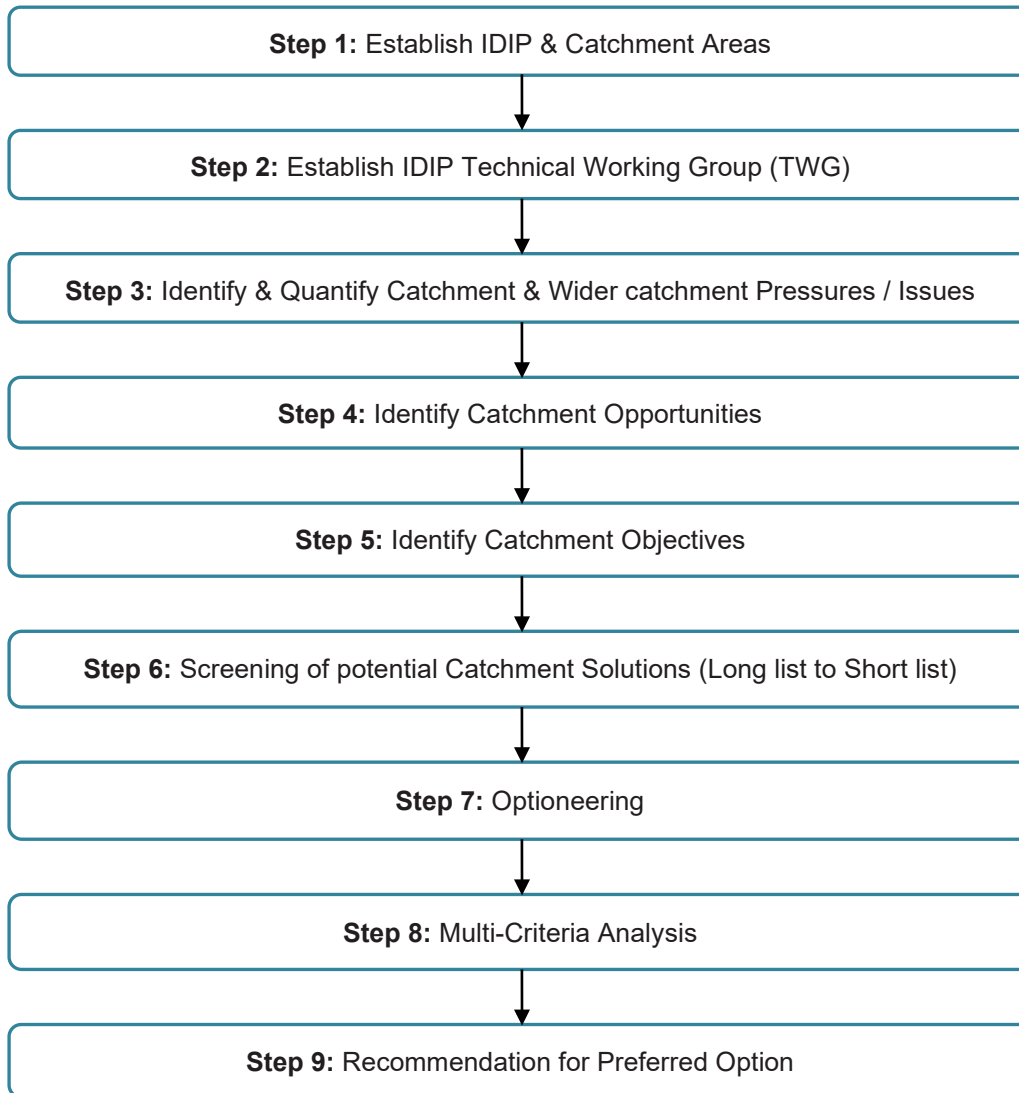 Step 1: Establish IDIP & Catchment Areas
Step 2: Establish IDIP Technical Working Group (TWG)
Step 3: Identify & Quantify Catchment & Wider catchment Pressures / Issues
Step 4: Identify Catchment Opportunities
Step 5: Identify Catchment Objectives
Step 6: Screening of potential Catchment Solutions (Long list to Short list)
Step 7: Optioneering
Step 8: Multi-Criteria Analysis
Step 9: Recommendation for Preferred Option